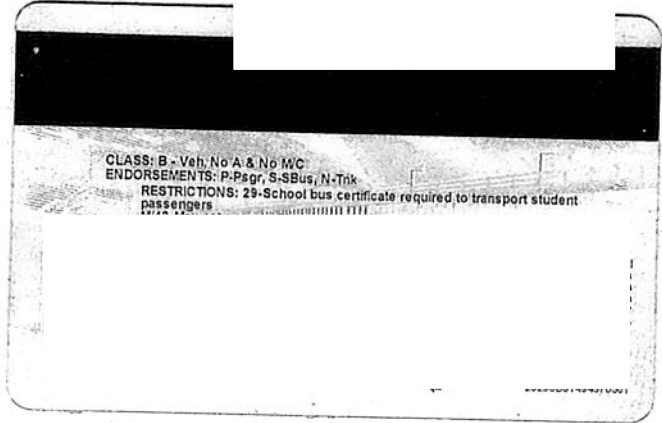 CLASS: B - Veh, No A & No M/C
ENDORSEMENTS: P-Psgr, S-SBus, N-Tnk
RESTRICTIONS: 29-School bus certificate required to transport student
passengers